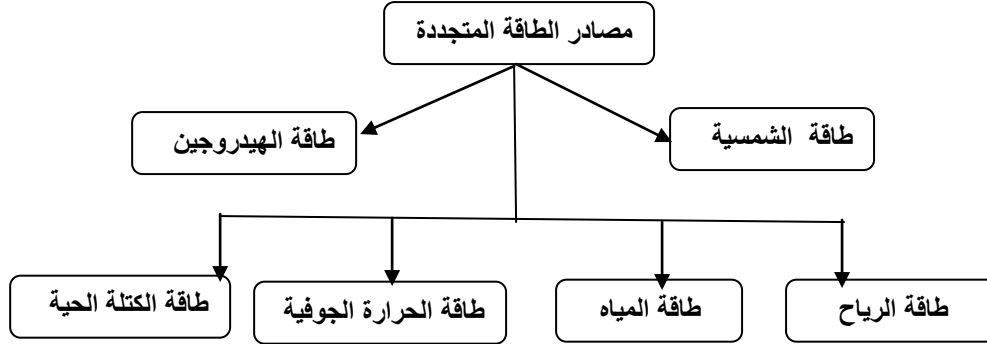 مصادر الطاقة المتجددة
طاقة الشمسية
طاقة الهيدروجين
طاقة الرياح
طاقة المياه
طاقة الحرارة الجوفية
طاقة الكتلة الحية